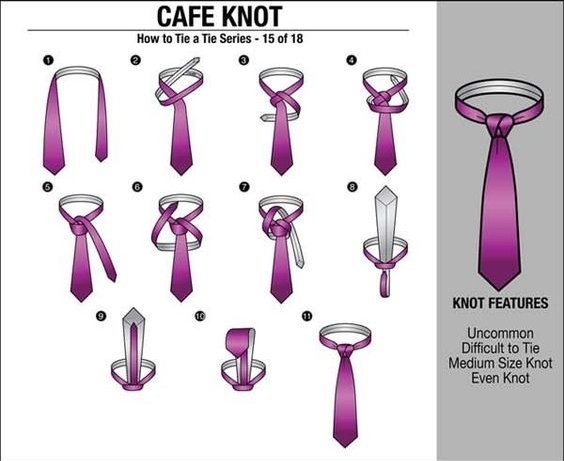 CAFE KNOT
How to Tie a Tie Series - 15 of 18
1
2
3
4
5
6
7
8
9
10
11
KNOT FEATURES
Uncommon
Difficult to Tie
Medium Size Knot
Even Knot